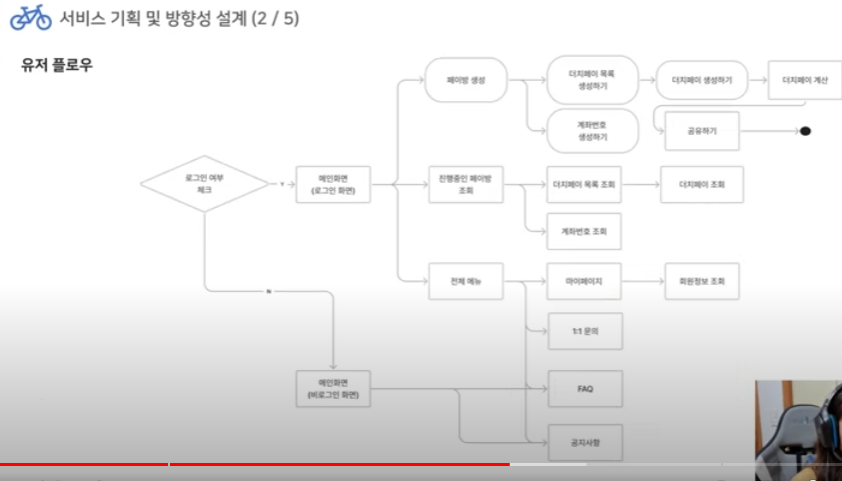 서비스 기획 및 방향성 설계 (2 / 5)
유저 플로우
페이방 생성
더치페이 목록
생성하기
더치페이 생성하기
더치페이 계산
계좌번호
생성하기
공유하기
로그인 여부
체크
Y
메인화면
(로그인 화면)
진행중인 페이방
조회
더치페이 목록 조회
더치페이 조회
계좌번호 조회
전체 메뉴
마이페이지
회원정보 조회
N
1:1 문의
메인화면
(비로그인 화면)
FAQ
공지사항